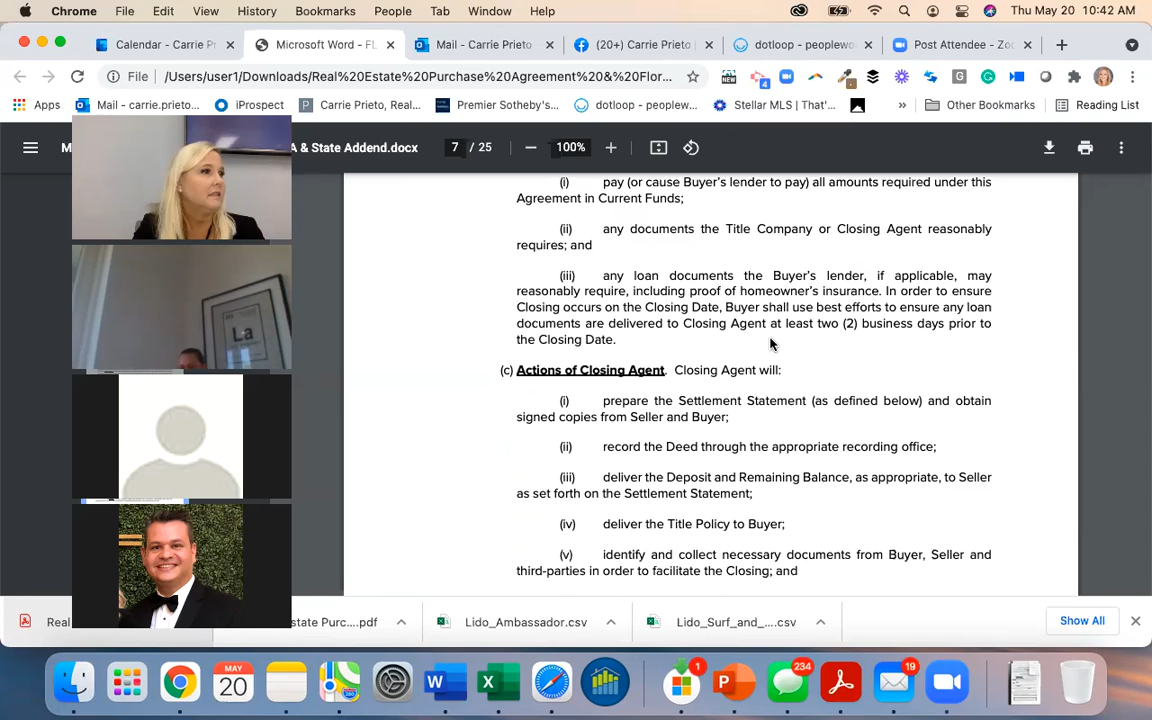 Chrome File Edit View History Bookmarks People Tab Window Help Thu May 20 10:42 AM
Calendar - Carrie Pr Microsoft Word - FL Mail - Carrie Prieto (20+) Carrie Prieto dotloop - peoplewo Post Attendee - Zoo
File /Users/user1/Downloads/Real%20Estate%20Purchase%20Agreement%20&%20Flor...
NEW 4
Apps Mail - carrie.prieto... iProspect Carrie Prieto, Real... Premier Sotheby's... dotloop - peoplew... Stellar MLS | That'... » Other Bookmarks Reading List
M A & State Addend.docx 7 / 25 100%
(i) pay (or cause Buyer's lender to pay) all amounts required under this
Agreement in Current Funds;
(ii) any documents the Title Company or Closing Agent reasonably
requires; and
(iii) any loan documents the Buyer's lender, if applicable, may
reasonably require, including proof of homeowner's insurance. In order to ensure
Closing occurs on the Closing Date, Buyer shall use best efforts to ensure any loan
documents are delivered to Closing Agent at least two (2) business days prior to
the Closing Date.
(c) Actions of Closing Agent. Closing Agent will:
(i) prepare the Settlement Statement (as defined below) and obtain
signed copies from Seller and Buyer;
(ii) record the Deed through the appropriate recording office;
(iii) deliver the Deposit and Remaining Balance, as appropriate, to Seller
as set forth on the Settlement Statement;
(iv) deliver the Title Policy to Buyer;
(v) identify and collect necessary documents from Buyer, Seller and
third-parties in order to facilitate the Closing; and
La
Real state Purc....pdf Lido_Ambassador.csv Lido_Surf_and_....csv Show All
MAY
20
1 234 19